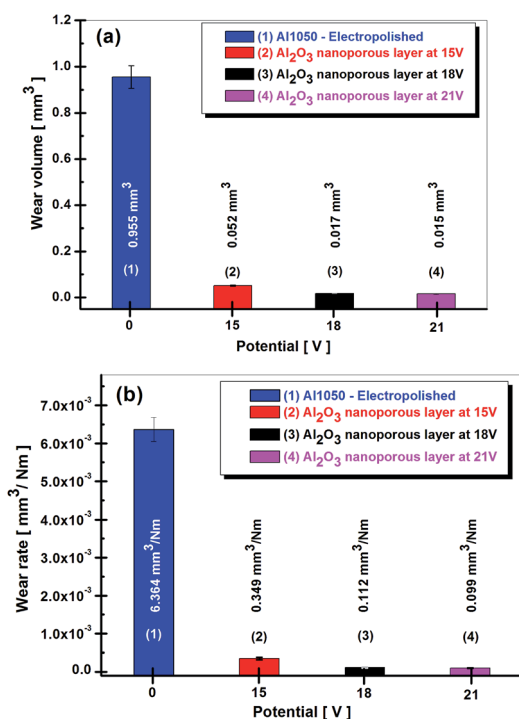 (a)
(1) Al1050 - Electropolished
(2) Al₂O₃ nanoporous layer at 15V
(3) Al₂O₃ nanoporous layer at 18V
(4) Al₂O₃ nanoporous layer at 21V
Wear volume [ mm³ ]
1.2
1.0
0.8
0.6
0.4
0.2
0.0
0.955 mm³
(1)
0.052 mm³
(2)
0.017 mm³
(3)
0.015 mm³
(4)
0
15
18
21
Potential [ V ]
(b)
(1) Al1050 - Electropolished
(2) Al₂O₃ nanoporous layer at 15V
(3) Al₂O₃ nanoporous layer at 18V
(4) Al₂O₃ nanoporous layer at 21V
Wear rate [ mm³/ Nm ]
7.0x10⁻³
6.0x10⁻³
5.0x10⁻³
4.0x10⁻³
3.0x10⁻³
2.0x10⁻³
1.0x10⁻³
0.0
6.364 mm³/Nm
(1)
0.349 mm³/Nm
(2)
0.112 mm³/Nm
(3)
0.099 mm³/Nm
(4)
0
15
18
21
Potential [ V ]